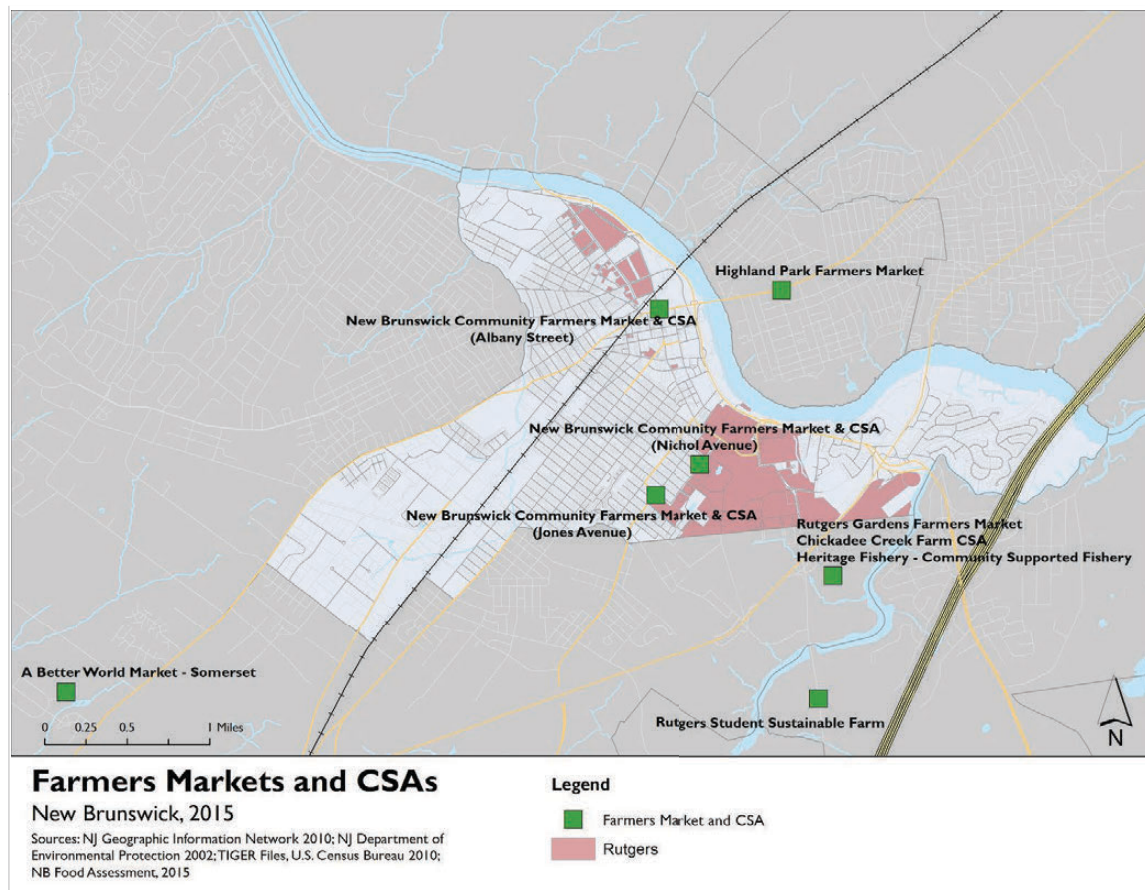 Highland Park Farmers Market
New Brunswick Community Farmers Market & CSA
(Albany Street)
New Brunswick Community Farmers Market & CSA
(Nichol Avenue)
New Brunswick Community Farmers Market & CSA
(Jones Avenue)
Rutgers Gardens Farmers Market
Chickadee Creek Farm CSA
Heritage Fishery - Community Supported Fishery
A Better World Market - Somerset
Rutgers Student Sustainable Farm
0 0.25 0.5 1 Miles
N
Farmers Markets and CSAs
New Brunswick, 2015
Sources: NJ Geographic Information Network 2010; NJ Department of
Environmental Protection 2002; TIGER Files, U.S. Census Bureau 2010;
NB Food Assessment, 2015
Legend
Farmers Market and CSA
Rutgers